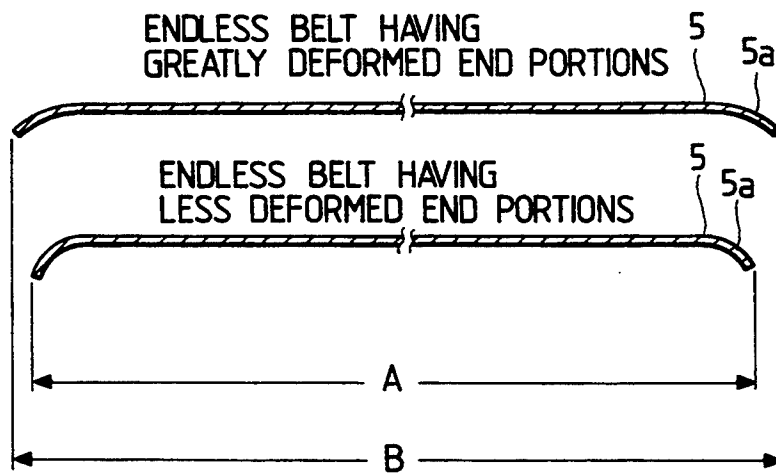 ENDLESS BELT HAVING
GREATLY DEFORMED END PORTIONS
5
5a
ENDLESS BELT HAVING
LESS DEFORMED END PORTIONS
5
5a
A
B